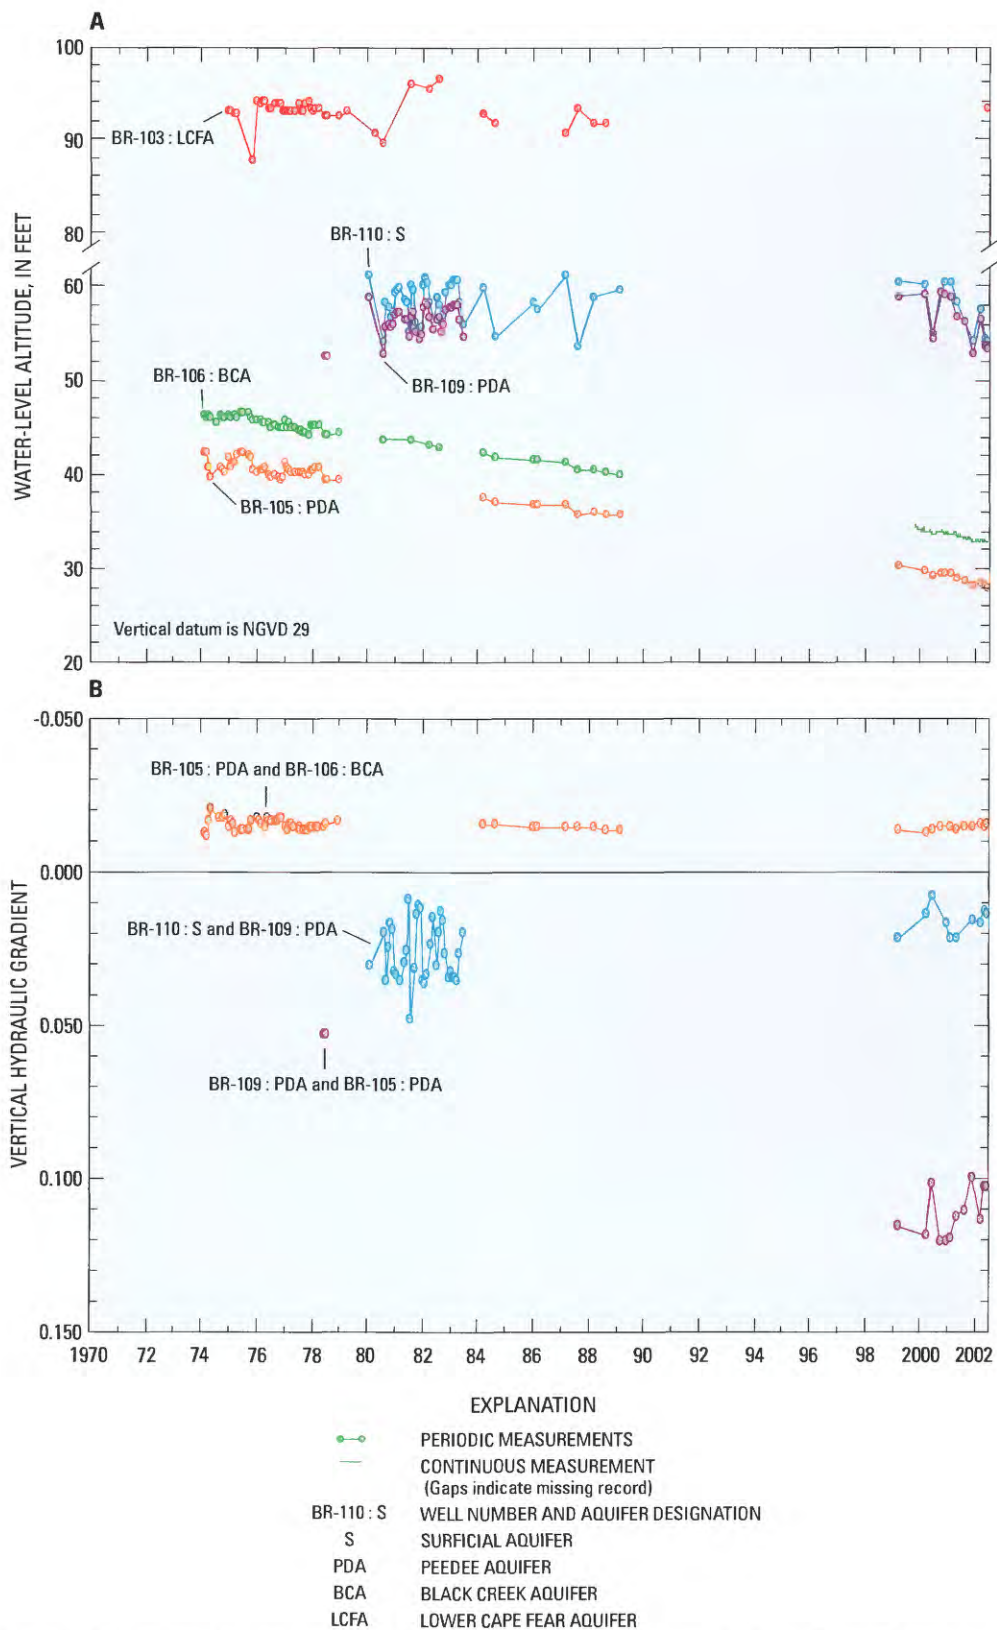 A
100
BR-103 : LCFA
90
80
BR-110 : S
60
BR-109 : PDA
BR-106 : BCA
50
40
BR-105 : PDA
30
Vertical datum is NGVD 29
20
WATER-LEVEL ALTITUDE, IN FEET
B
-0.050
BR-105 : PDA and BR-106 : BCA
0.000
BR-110 : S and BR-109 : PDA
0.050
BR-109 : PDA and BR-105 : PDA
0.100
0.150
VERTICAL HYDRAULIC GRADIENT
1970 72 74 76 78 80 82 84 86 88 90 92 94 96 98 2000 2002
EXPLANATION
PERIODIC MEASUREMENTS
CONTINUOUS MEASUREMENT
(Gaps indicate missing record)
BR-110 : S WELL NUMBER AND AQUIFER DESIGNATION
S SURFICIAL AQUIFER
PDA PEEDEE AQUIFER
BCA BLACK CREEK AQUIFER
LCFA LOWER CAPE FEAR AQUIFER